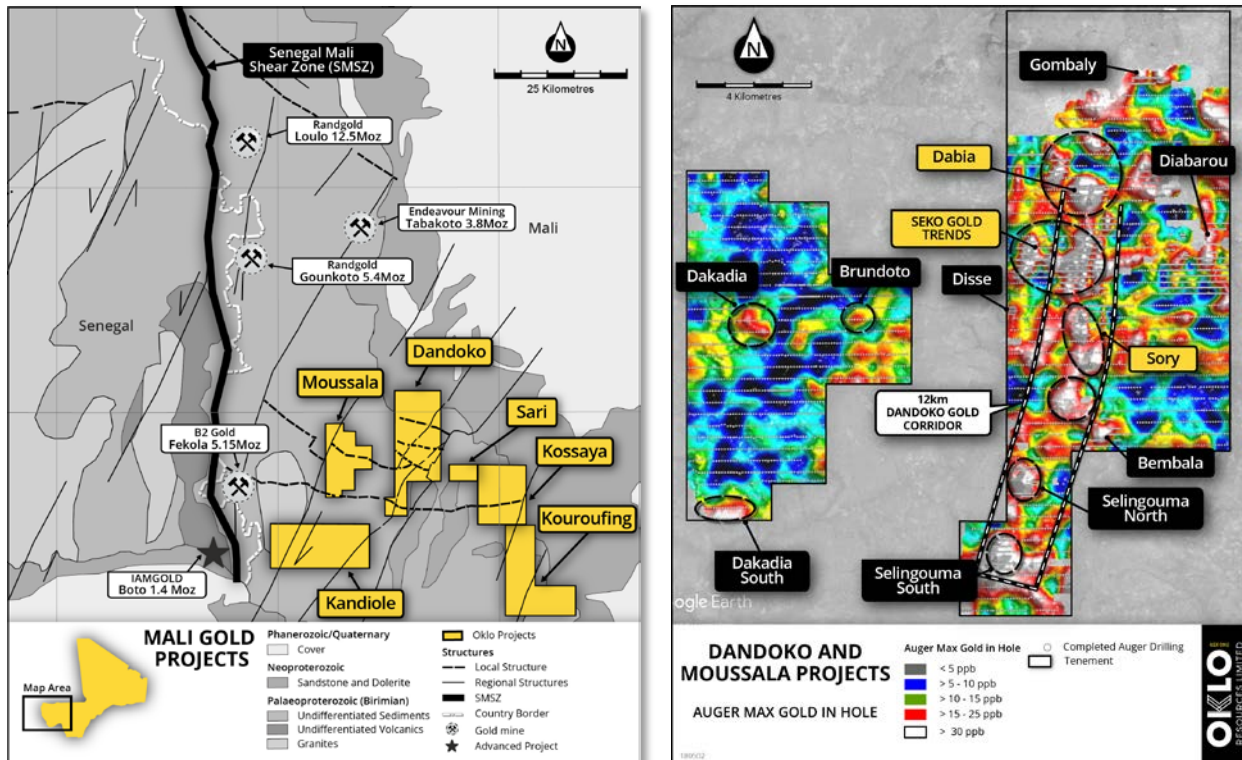 Senegal Mali
Shear Zone (SMSZ)
N
25 Kilometres
Randgold
Loulo 12.5Moz
Endeavour Mining
Tabakoto 3.8Moz
Mali
Randgold
Gounkoto 5.4Moz
Senegal
Dandoko
Moussala
Sari
B2 Gold
Fekola 5.15Moz
Kossaya
Kouroufing
IAMGOLD
Boto 1.4 Moz
Kandiole
MALI GOLD
PROJECTS
Map Area
Phanerozoic/Quaternary
Cover
Neoproterozoic
Sandstone and Dolerite
Palaeoproterozoic (Birimian)
Undifferentiated Sediments
Undifferentiated Volcanics
Granites
Oklo Projects
Structures
Local Structure
Regional Structures
SMSZ
Country Border
Gold mine
Advanced Project
N
4 Kilometres
Gombaly
Dabia
Diabarou
SEKO GOLD
TRENDS
Dakadia
Brundoto
Disse
Sory
12km
DANDOKO GOLD
CORRIDOR
Bembala
Selingouma
North
Dakadia
South
Selingouma
South
ogle Earth
DANDOKO AND
MOUSSALA PROJECTS
AUGER MAX GOLD IN HOLE
Auger Max Gold in Hole
< 5 ppb
> 5 - 10 ppb
> 10 - 15 ppb
> 15 - 25 ppb
> 30 ppb
Completed Auger Drilling
Tenement
OKLO
RESOURCES LIMITED